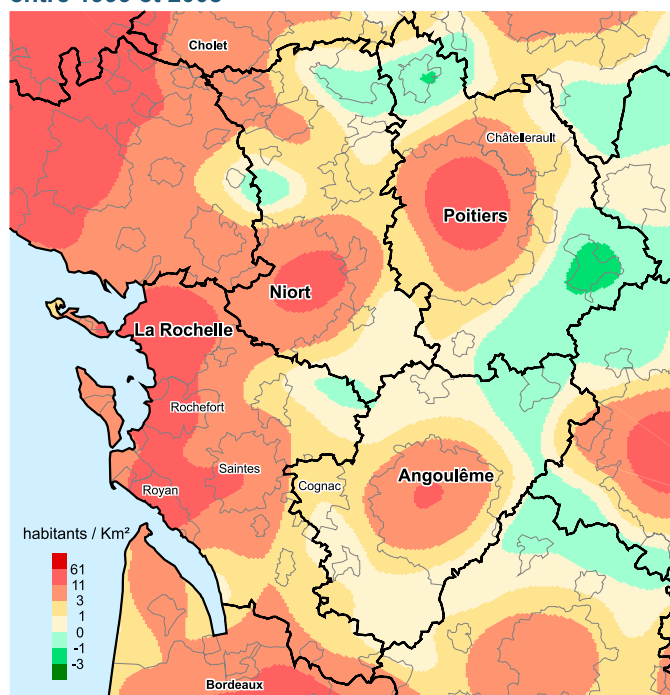 Cholet
Châtellerault
Poitiers
Niort
La Rochelle
Rochefort
Saintes
Angoulême
Cognac
Royan
habitants / Km²
61
11
3
1
0
-1
-3
Bordeaux